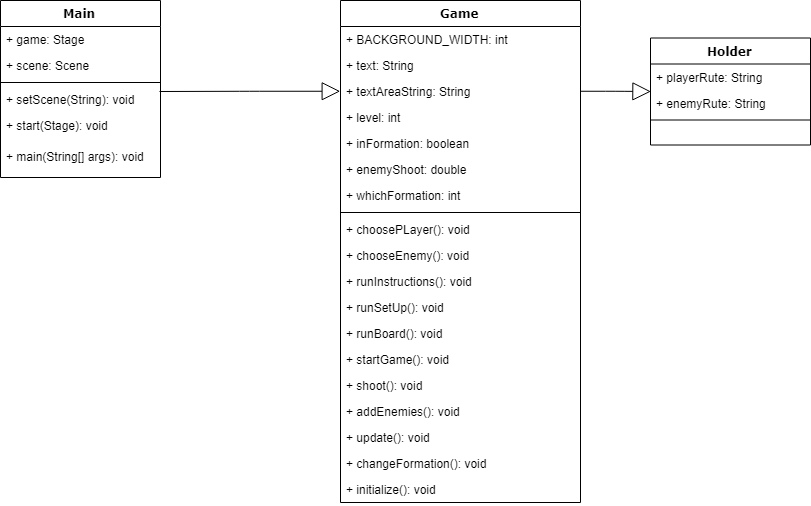 Main
+ game: Stage
+ scene: Scene
+ setScene(String): void
+ start(Stage): void
+ main(String[] args): void
Game
+ BACKGROUND_WIDTH: int
+ text: String
+ textAreaString: String
+ level: int
+ inFormation: boolean
+ enemyShoot: double
+ whichFormation: int
+ choosePLayer(): void
+ chooseEnemy(): void
+ runInstructions(): void
+ runSetUp(): void
+ runBoard(): void
+ startGame(): void
+ shoot(): void
+ addEnemies(): void
+ update(): void
+ changeFormation(): void
+ initialize(): void
Holder
+ playerRute: String
+ enemyRute: String